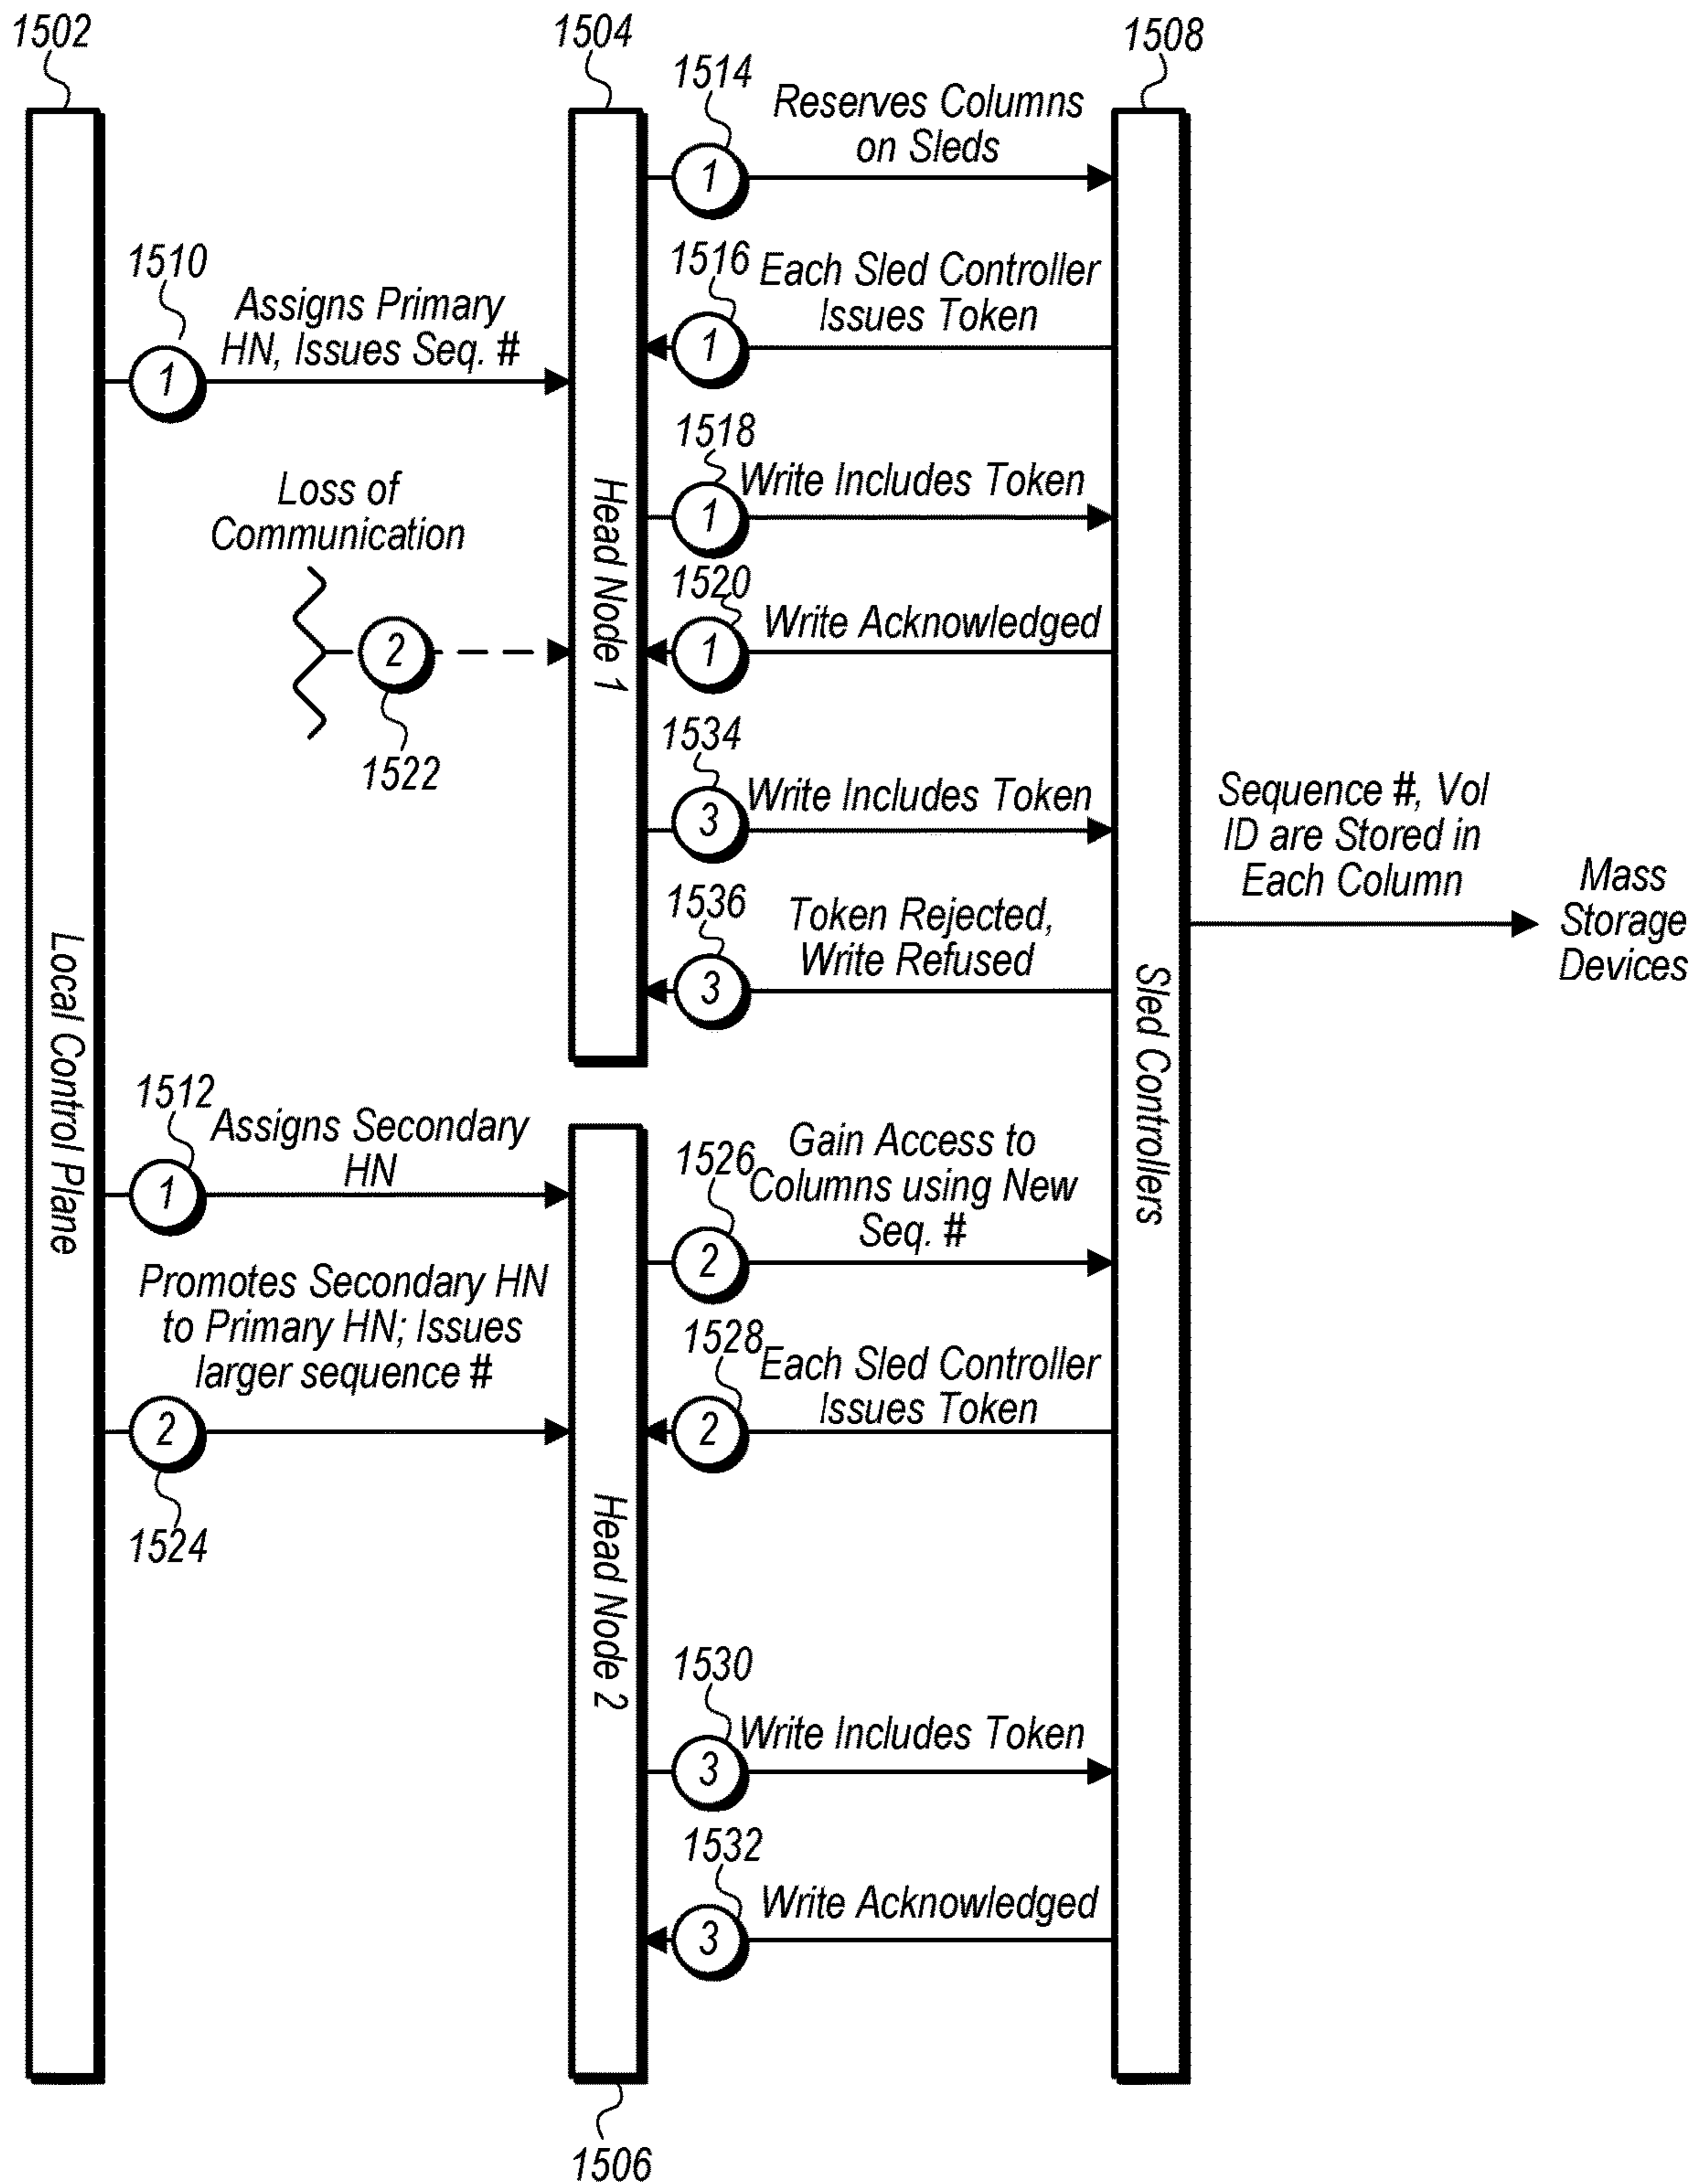 1502
1504
1508
1514
Reserves Columns
on Sleds
1
1510
Assigns Primary
HN, Issues Seq. #
1
1516
Each Sled Controller
Issues Token
1
1518
Write Includes Token
1
Loss of
Communication
2
1522
1520
Write Acknowledged
1
Head Node 1
1534
Write Includes Token
3
1536
Token Rejected,
Write Refused
3
Sequence #, Vol
ID are Stored in
Each Column
Mass
Storage
Devices
Local Control Plane
Sled Controllers
1512
Assigns Secondary
HN
1
1526
Gain Access to
Columns using New
Seq. #
2
Promotes Secondary HN
to Primary HN; Issues
larger sequence #
2
1524
1528
Each Sled Controller
Issues Token
2
Head Node 2
1530
Write Includes Token
3
1532
Write Acknowledged
3
1506